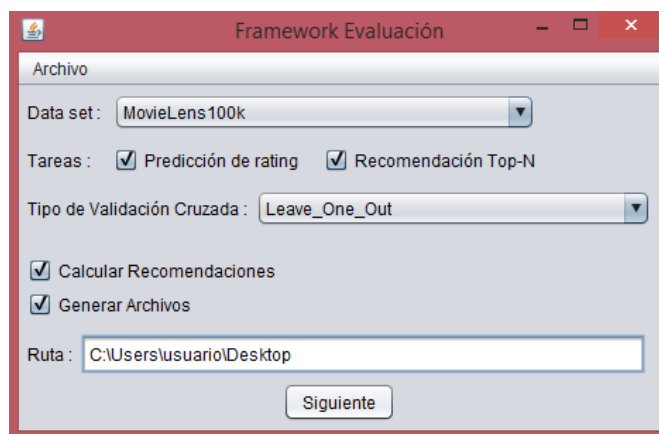 Framework Evaluación
Archivo
Data set : MovieLens100k
Tareas : Predicción de rating Recomendación Top-N
Tipo de Validación Cruzada : Leave_One_Out
Calcular Recomendaciones
Generar Archivos
Ruta : C:\Users\usuario\Desktop
Siguiente